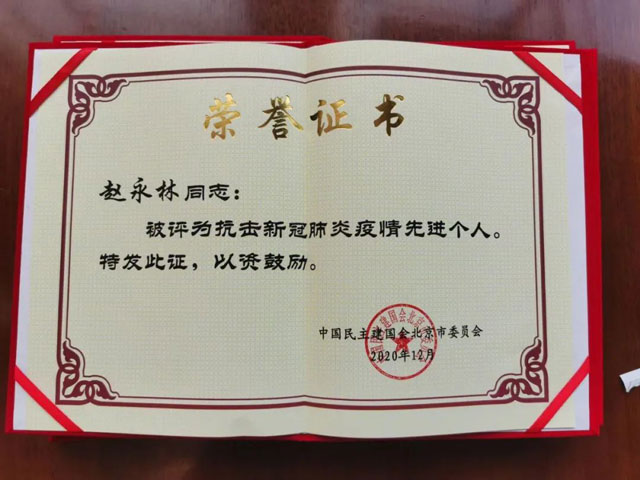 荣誉证书
赵永林同志：
被评为抗击新冠肺炎疫情先进个人。
特发此证，以资鼓励。
中国民主建国会北京市委员会
2020年12月